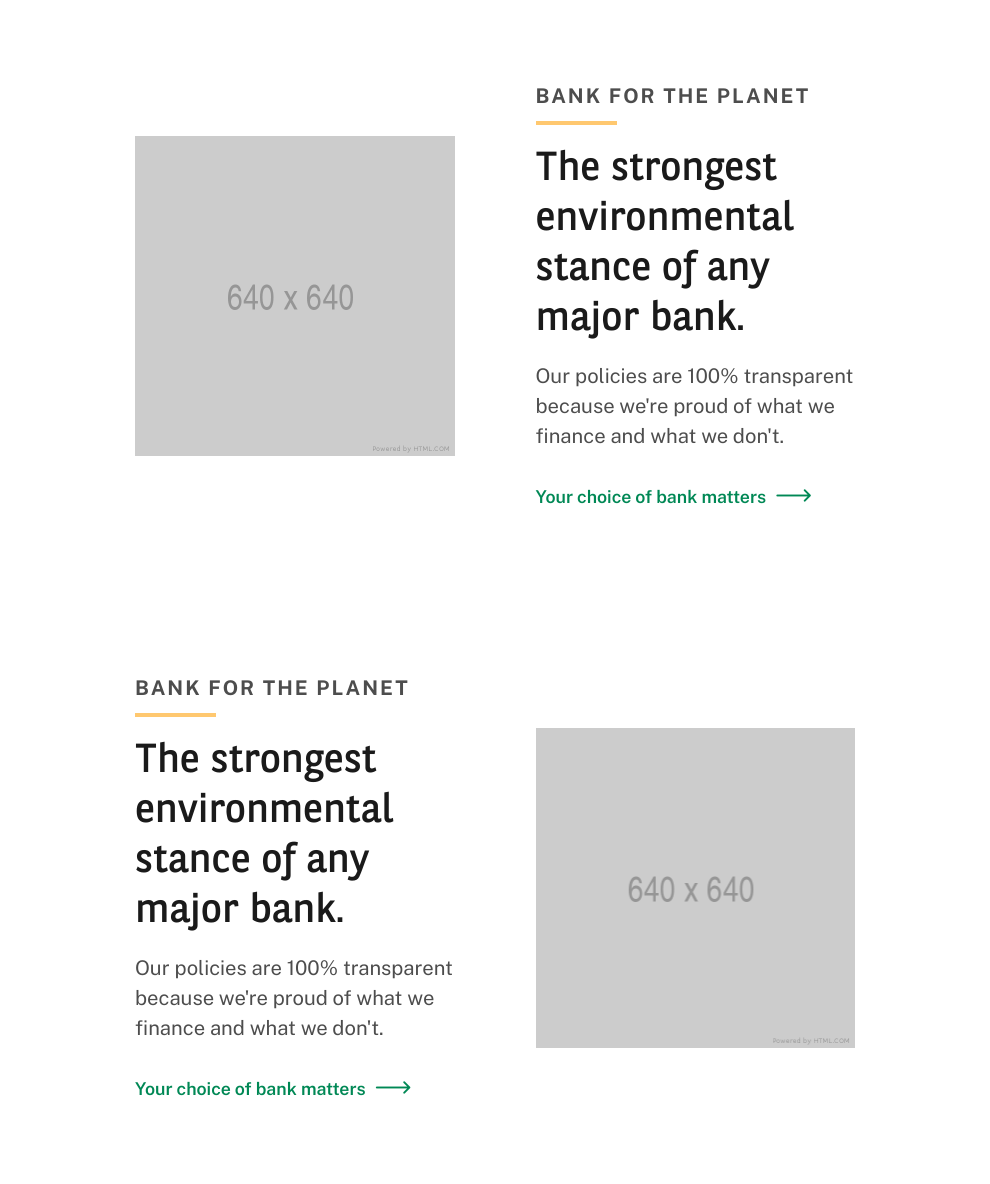 640 x 640
Powered by HTML.COM
BANK FOR THE PLANET
The strongest
environmental
stance of any
major bank.
Our policies are 100% transparent
because we're proud of what we
finance and what we don't.
Your choice of bank matters
BANK FOR THE PLANET
The strongest
environmental
stance of any
major bank.
Our policies are 100% transparent
because we're proud of what we
finance and what we don't.
Your choice of bank matters
640 x 640
Powered by HTML.COM